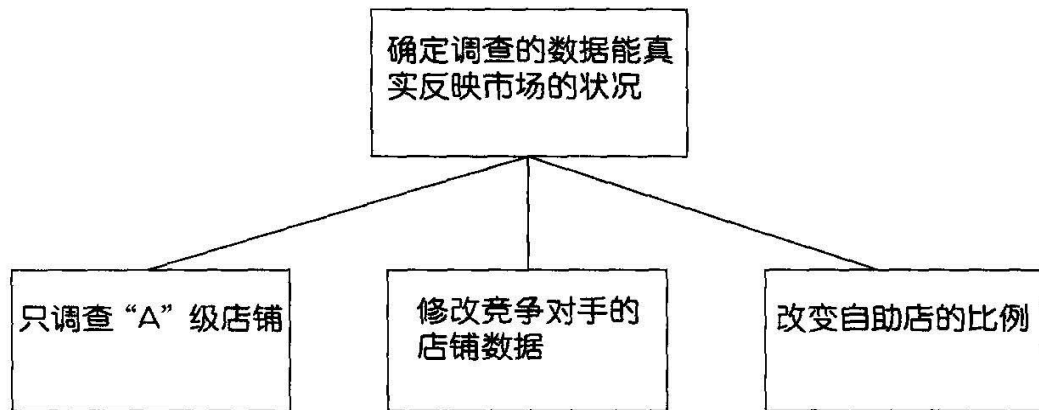 确定调查的数据能真
实反映市场的状况
只调查“A”级店铺
修改竞争对手的
店铺数据
改变自助店的比例